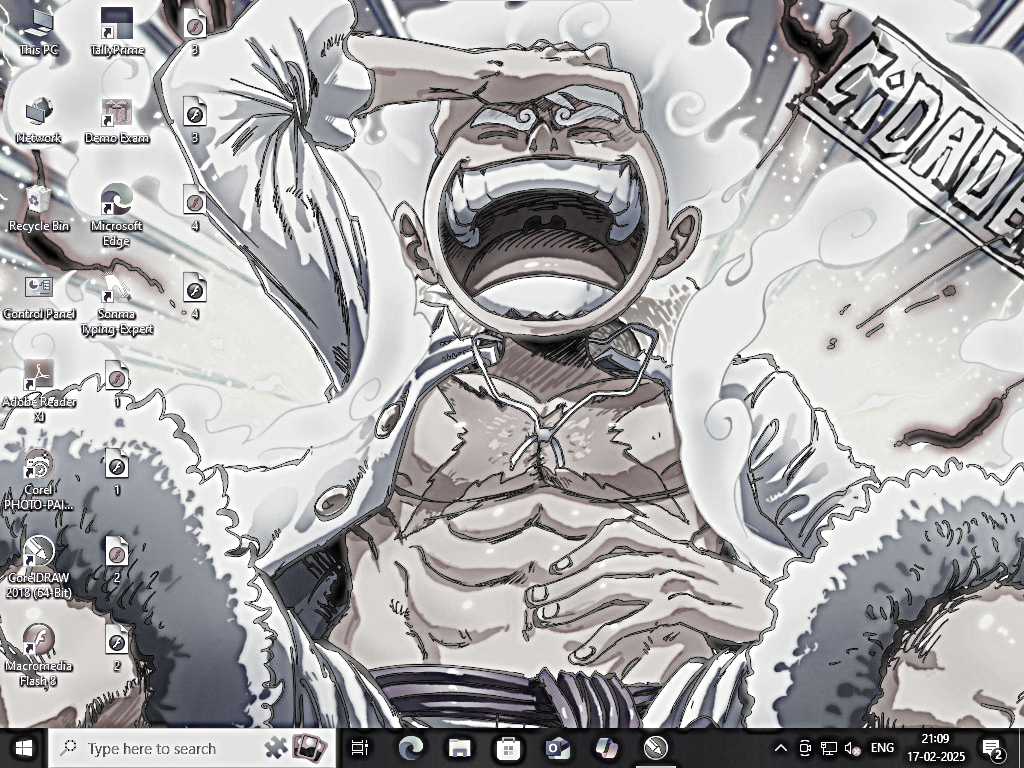 This PC
TallyPrime
3
Network
Demo Exam
3
Recycle Bin
Microsoft
Edge
4
Control Panel
Sonma
Typing-Expert
4
Adobe Reader
XI
1
Corel
PHOTO-PAI...
1
CorelDRAW
2018 (64-Bit)
2
Macromedia
Flash 8
2
Type here to search
ENG
21:09
17-02-2025
2